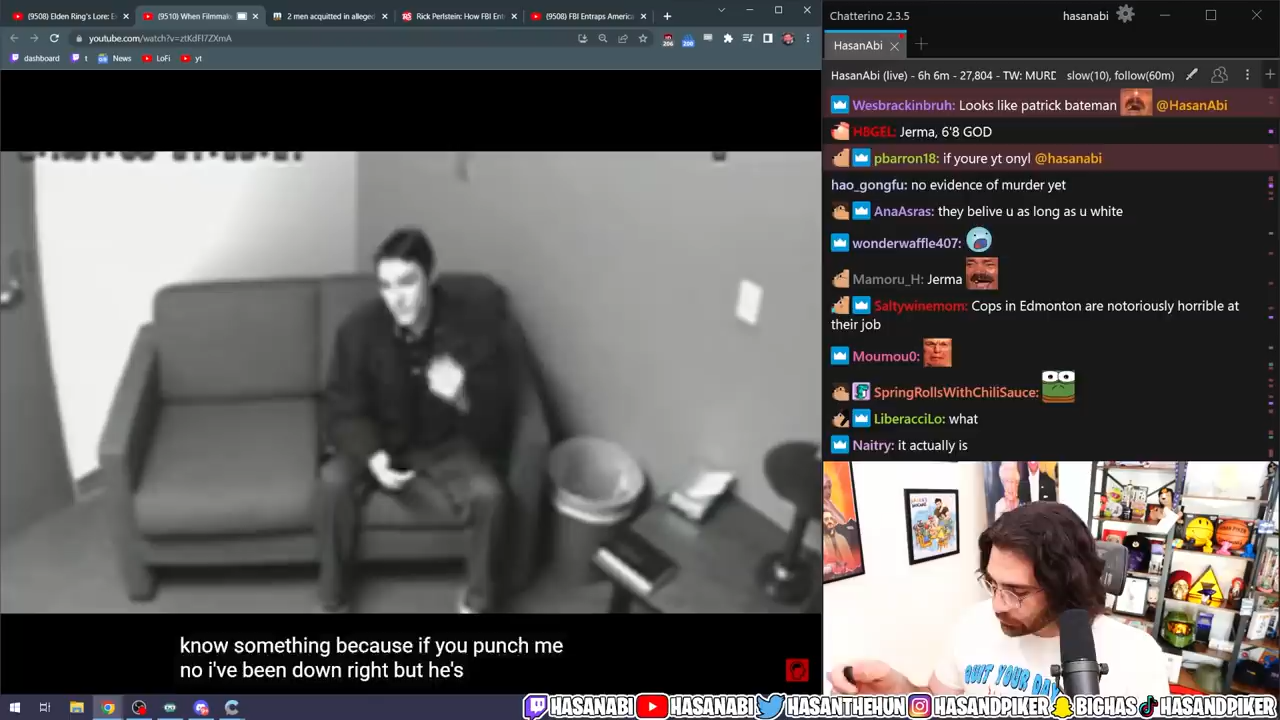 (9508) Elden Ring's Lore: E
(9510) When Filmmak
2 men acquitted in alleged
Rick Perlstein: How FBI Ent
(9508) FBI Entraps America
youtube.com/watch?v=ztKdFl7ZXmA
dashboard
t
News
LoFi
yt
know something because if you punch me
no i've been down right but he's
Chatterino 2.3.5
hasanabi
HasanAbi
HasanAbi (live) - 6h 6m - 27,804 - TW: MURD
slow(10), follow(60m)
Wesbrackinbruh: Looks like patrick bateman @HasanAbi
HBGEL: Jerma, 6'8 GOD
pbarron18: if youre yt onyl @hasanabi
hao_gongfu: no evidence of murder yet
AnaAsras: they belive u as long as u white
wonderwaffle407:
Mamoru_H: Jerma
Saltywinemom: Cops in Edmonton are notoriously horrible at
their job
Moumou0:
SpringRollsWithChiliSauce:
LiberacciLo: what
Naitry: it actually is
QUIT YOUR DAY
HASANABI
HASANABI
HASANTHEHUN
HASANDPIKER
BIGHAS
HASANDPIKER